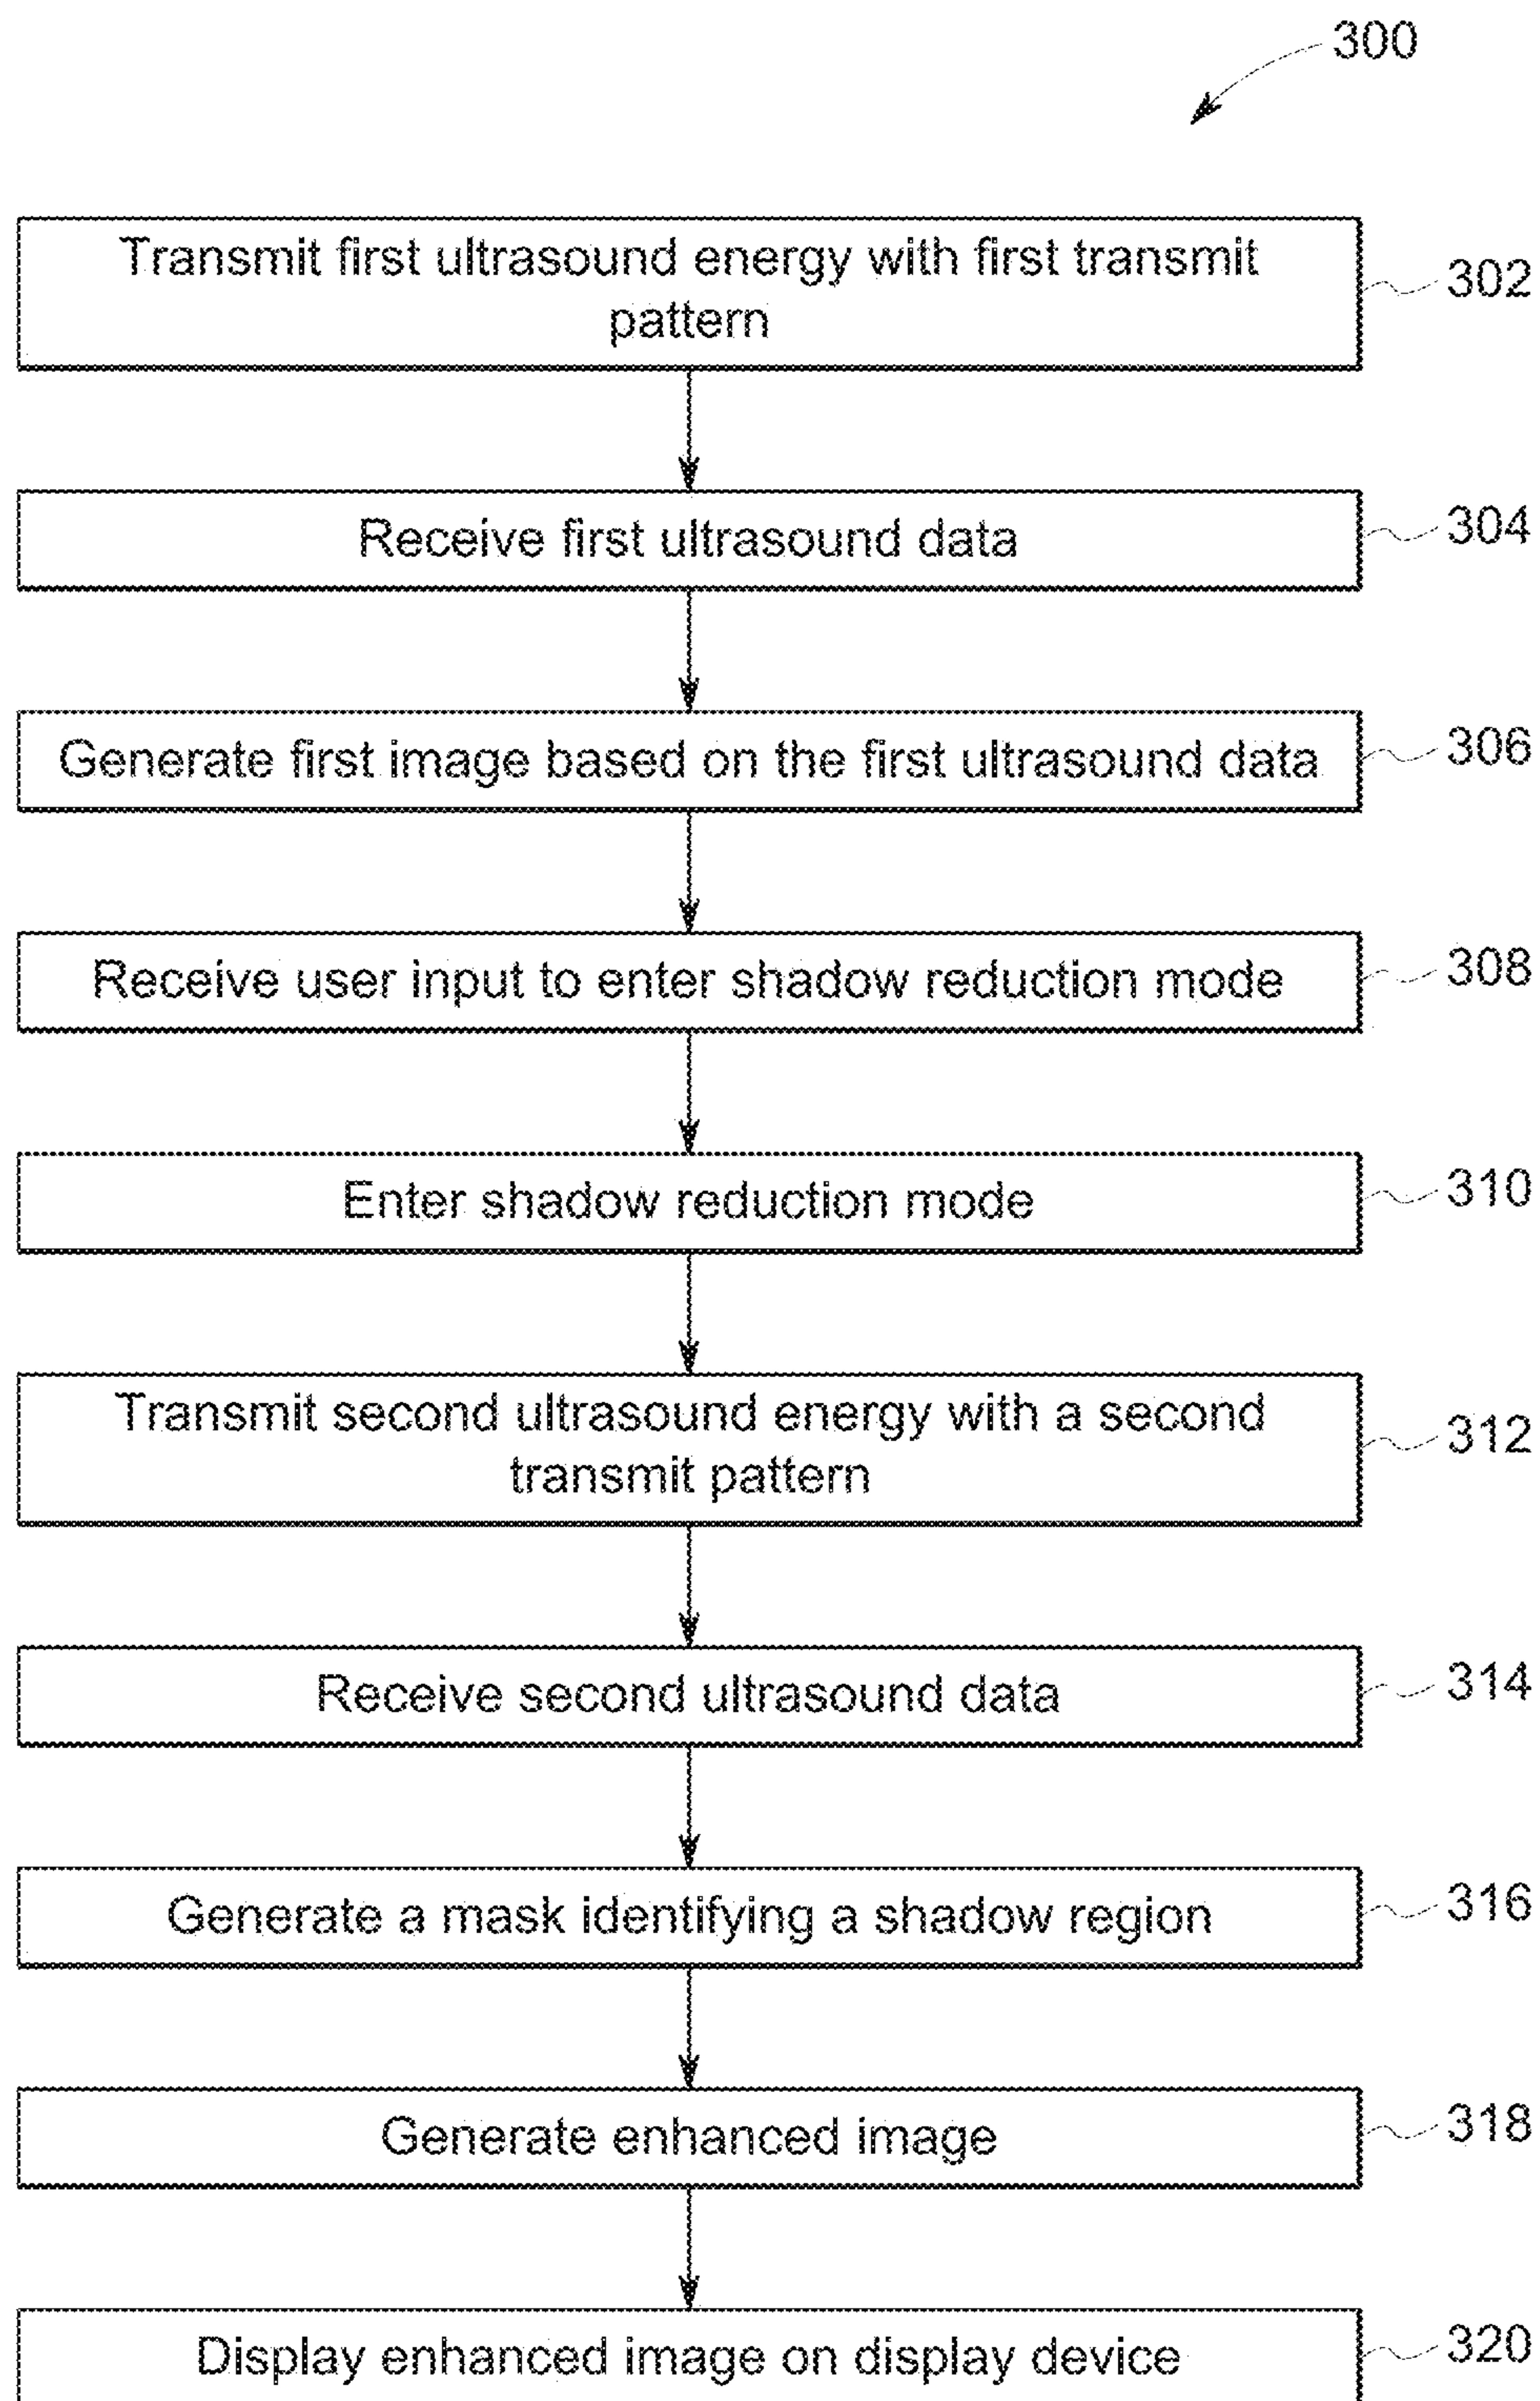 300
Transmit first ultrasound energy with first transmit
pattern
302
Receive first ultrasound data
304
Generate first image based on the first ultrasound data
306
Receive user input to enter shadow reduction mode
308
Enter shadow reduction mode
310
Transmit second ultrasound energy with a second
transmit pattern
312
Receive second ultrasound data
314
Generate a mask identifying a shadow region
316
Generate enhanced image
318
Display enhanced image on display device
320